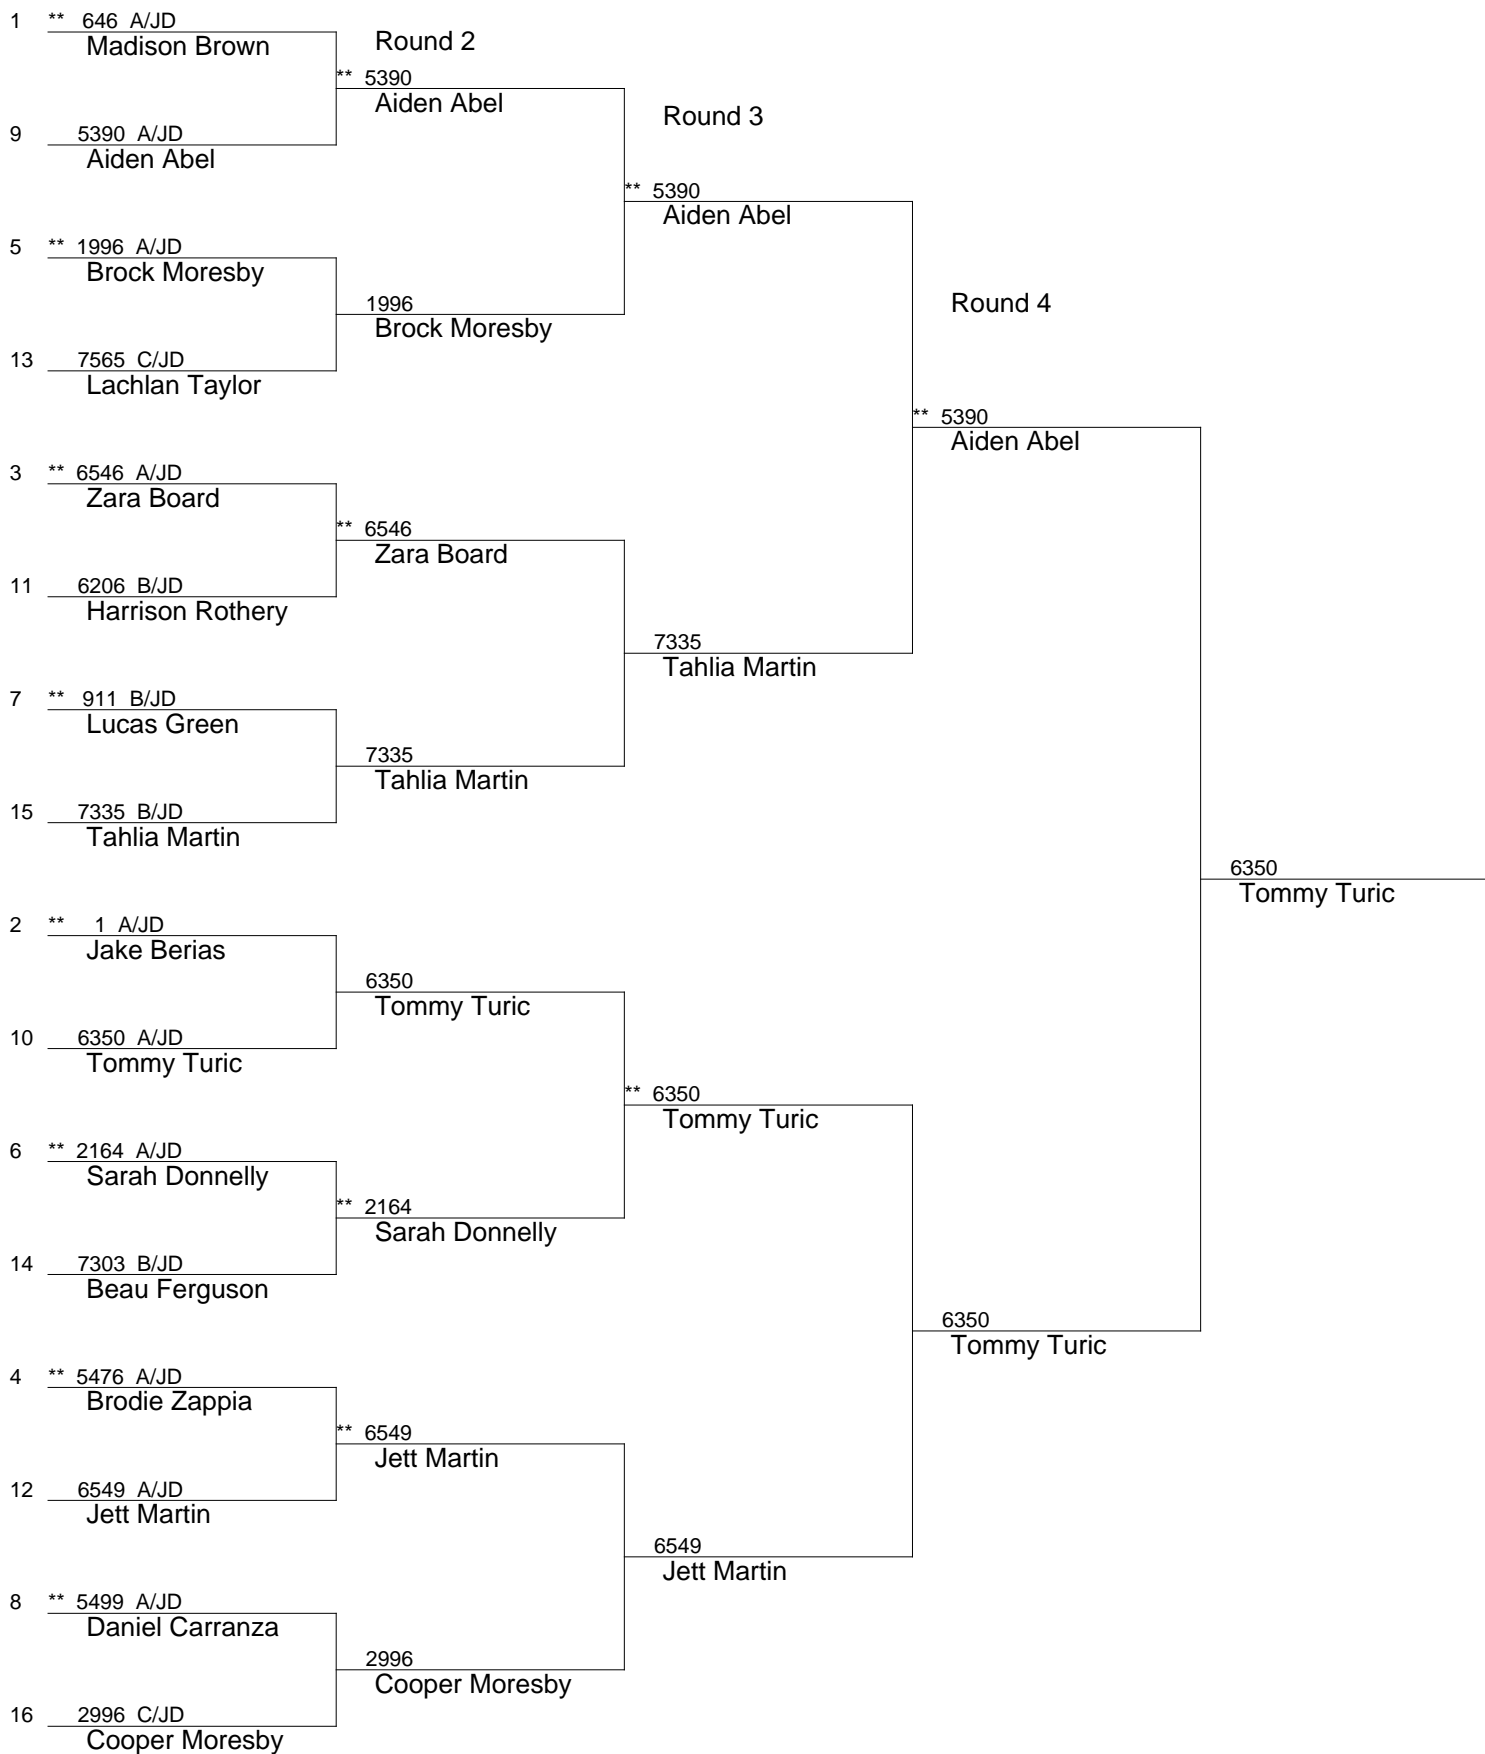 1 ** 646 A/JD
Madison Brown
Round 2
** 5390
Aiden Abel
Round 3
9 5390 A/JD
Aiden Abel
** 5390
Aiden Abel
5 ** 1996 A/JD
Brock Moresby
1996
Brock Moresby
Round 4
13 7565 C/JD
Lachlan Taylor
** 5390
Aiden Abel
3 ** 6546 A/JD
Zara Board
** 6546
Zara Board
11 6206 B/JD
Harrison Rothery
7335
Tahlia Martin
7 ** 911 B/JD
Lucas Green
7335
Tahlia Martin
15 7335 B/JD
Tahlia Martin
6350
Tommy Turic
2 ** 1 A/JD
Jake Berias
6350
Tommy Turic
10 6350 A/JD
Tommy Turic
** 6350
Tommy Turic
6 ** 2164 A/JD
Sarah Donnelly
** 2164
Sarah Donnelly
14 7303 B/JD
Beau Ferguson
6350
Tommy Turic
4 ** 5476 A/JD
Brodie Zappia
** 6549
Jett Martin
12 6549 A/JD
Jett Martin
6549
Jett Martin
8 ** 5499 A/JD
Daniel Carranza
2996
Cooper Moresby
16 2996 C/JD
Cooper Moresby